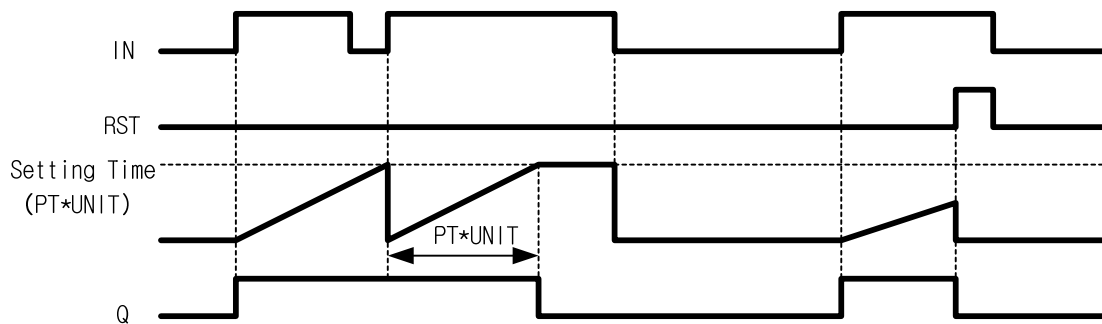 IN
RST
Setting Time
(PT*UNIT)
PT*UNIT
Q